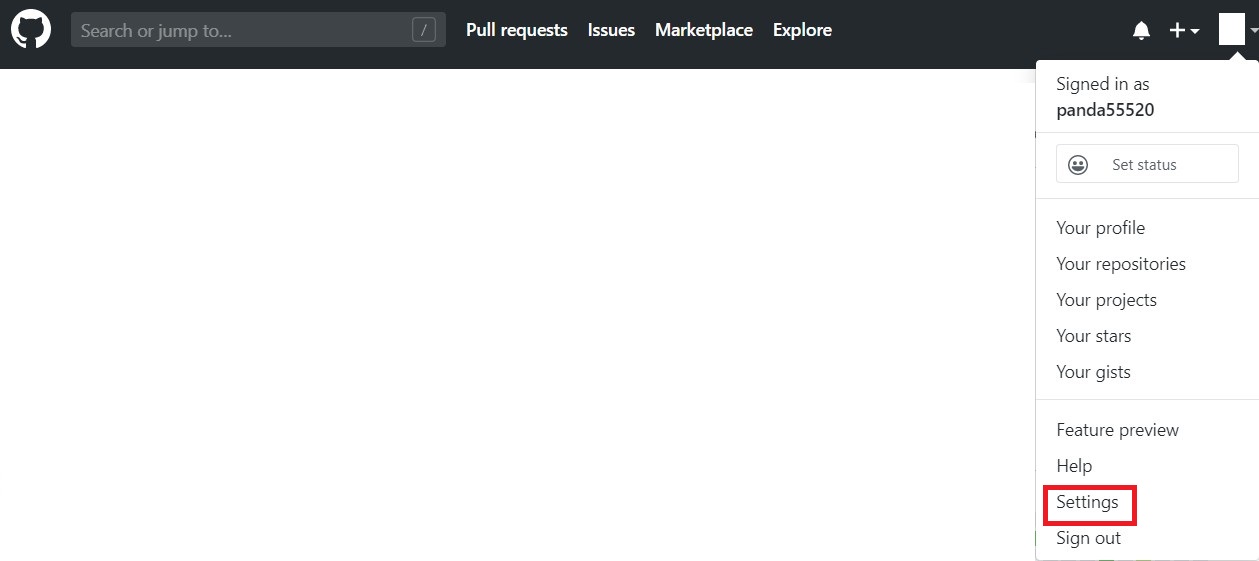 Search or jump to... / Pull requests Issues Marketplace Explore
Signed in as
panda55520
Set status
Your profile
Your repositories
Your projects
Your stars
Your gists
Feature preview
Help
Settings
Sign out